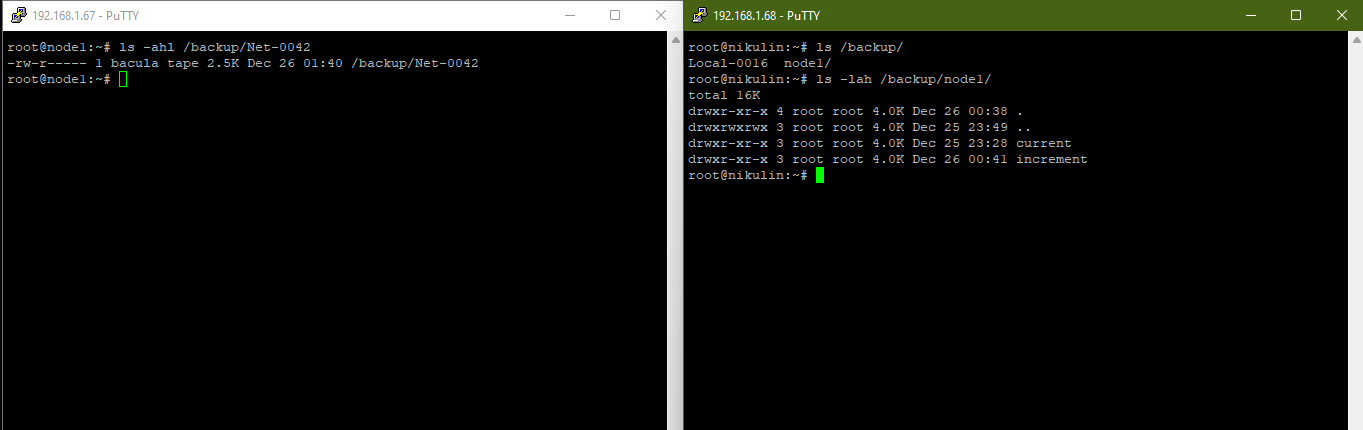 192.168.1.67 - PuTTY
root@node1:~# ls -ahl /backup/Net-0042
-rw-r----- 1 bacula tape 2.5K Dec 26 01:40 /backup/Net-0042
root@node1:~#
192.168.1.68 - PuTTY
root@nikulin:~# ls /backup/
Local-0016  node1/
root@nikulin:~# ls -lah /backup/node1/
total 16K
drwxr-xr-x 4 root root 4.0K Dec 26 00:38 .
drwxrwxrwx 3 root root 4.0K Dec 25 23:49 ..
drwxr-xr-x 3 root root 4.0K Dec 25 23:28 current
drwxr-xr-x 3 root root 4.0K Dec 26 00:41 increment
root@nikulin:~#